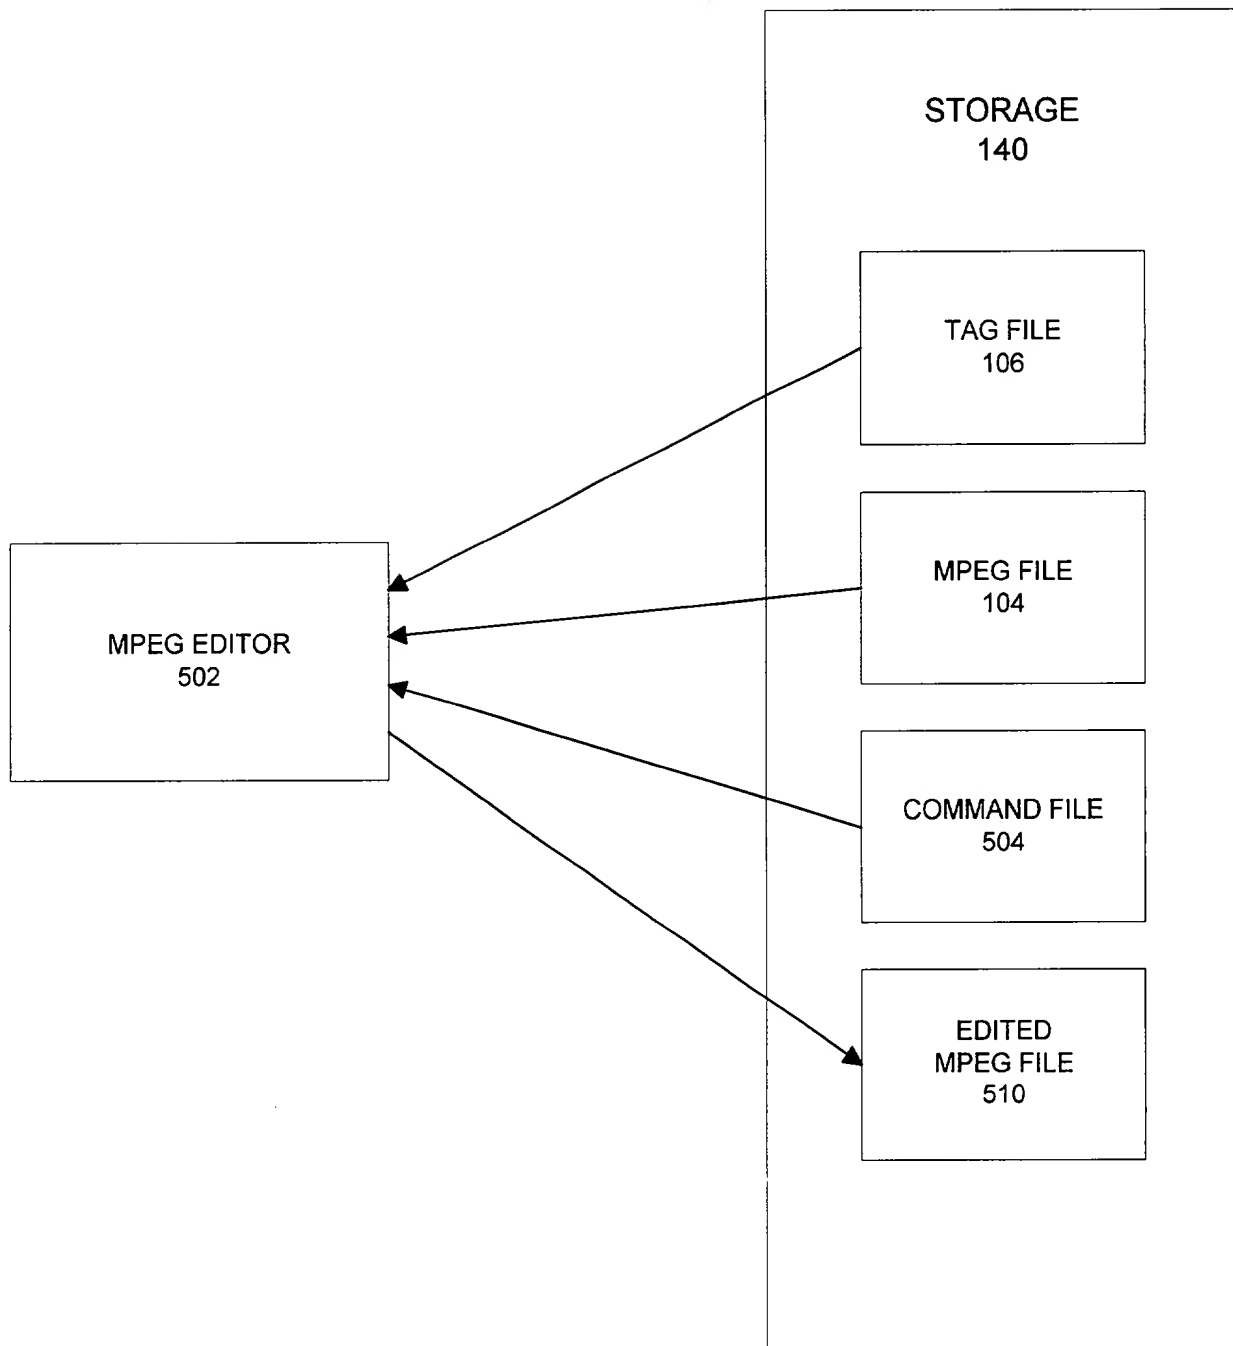 STORAGE
140
TAG FILE
106
MPEG FILE
104
MPEG EDITOR
502
COMMAND FILE
504
EDITED
MPEG FILE
510